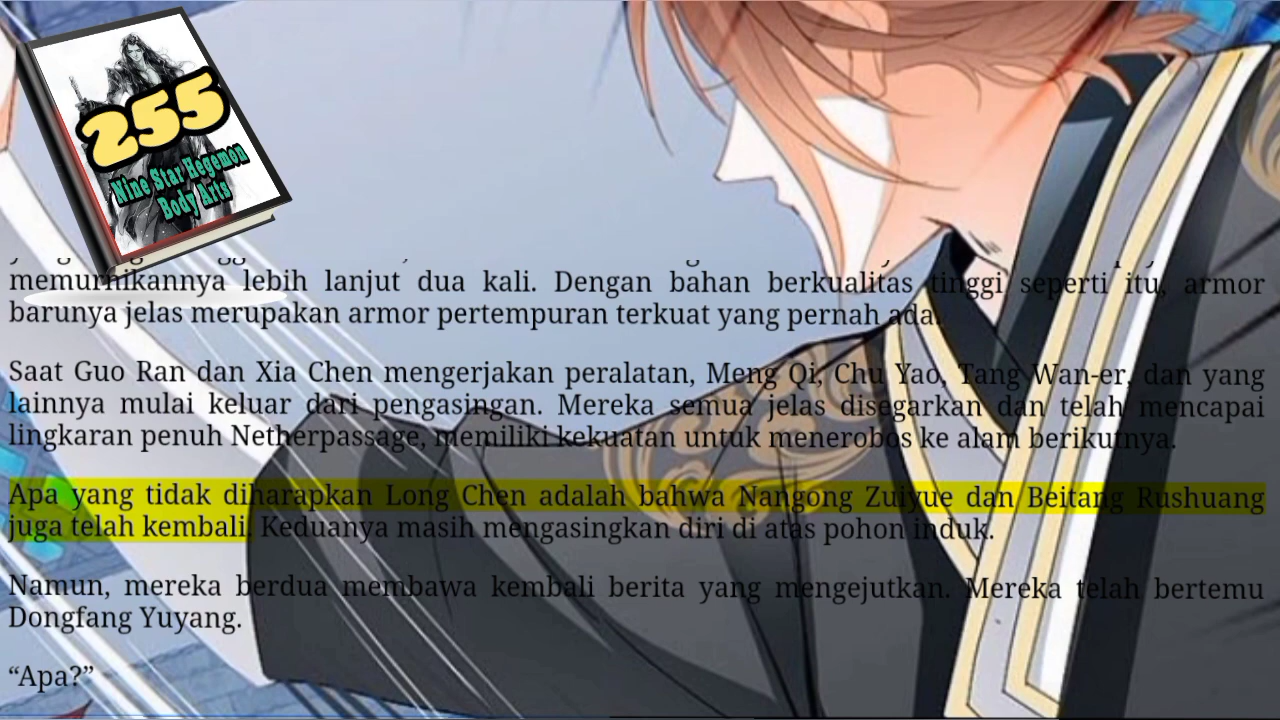 255
Nine Star Hegemon
Body Arts
memurnikannya lebih lanjut dua kali. Dengan bahan berkualitas tinggi seperti itu, armor
barunya jelas merupakan armor pertempuran terkuat yang pernah ada.
Saat Guo Ran dan Xia Chen mengerjakan peralatan, Meng Qi, Chu Yao, Tang Wan-er, dan yang
lainnya mulai keluar dari pengasingan. Mereka semua jelas disegarkan dan telah mencapai
lingkaran penuh Netherpassage, memiliki kekuatan untuk menerobos ke alam berikutnya.
Apa yang tidak diharapkan Long Chen adalah bahwa Nangong Zuiyue dan Beitang Rushuang
juga telah kembali. Keduanya masih mengasingkan diri di atas pohon induk.
Namun, mereka berdua membawa kembali berita yang mengejutkan. Mereka telah bertemu
Dongfang Yuyang.
“Apa?”